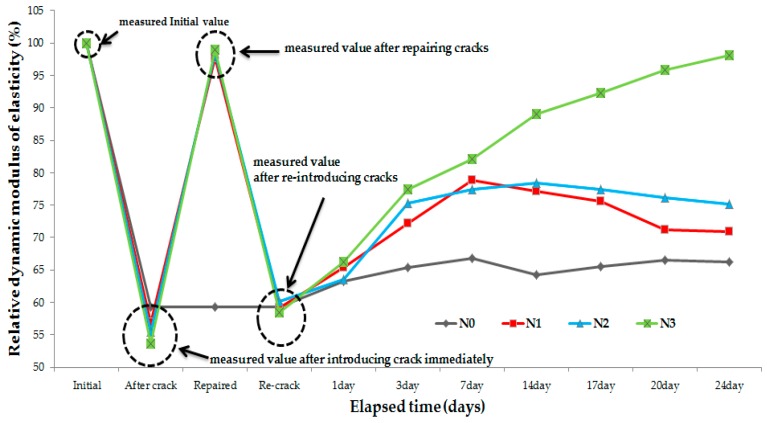 Relative dynamic modulus of elasticity (%)
105
100
95
90
85
80
75
70
65
60
55
50
measured Initial value
measured value after repairing cracks
measured value
after re-introducing cracks
measured value after introducing crack immediately
N0 N1 N2 N3
Initial After crack Repaired Re-crack 1day 3day 7day 14day 17day 20day 24day
Elapsed time (days)